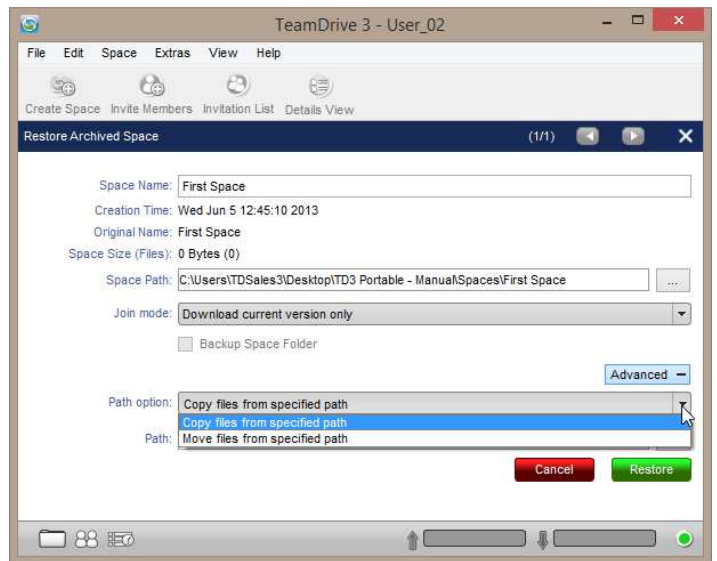 TeamDrive 3 - User_02
File Edit Space Extras View Help
Create Space Invite Members Invitation List Details View
Restore Archived Space (1/1)
Space Name: First Space
Creation Time: Wed Jun 5 12:45:10 2013
Original Name: First Space
Space Size (Files): 0 Bytes (0)
Space Path: C:\Users\TDSales3\Desktop\TD3 Portable - Manual\Spaces\First Space ...
Join mode: Download current version only
Backup Space Folder
Advanced –
Path option: Copy files from specified path
Copy files from specified path
Path: Move files from specified path
Cancel Restore